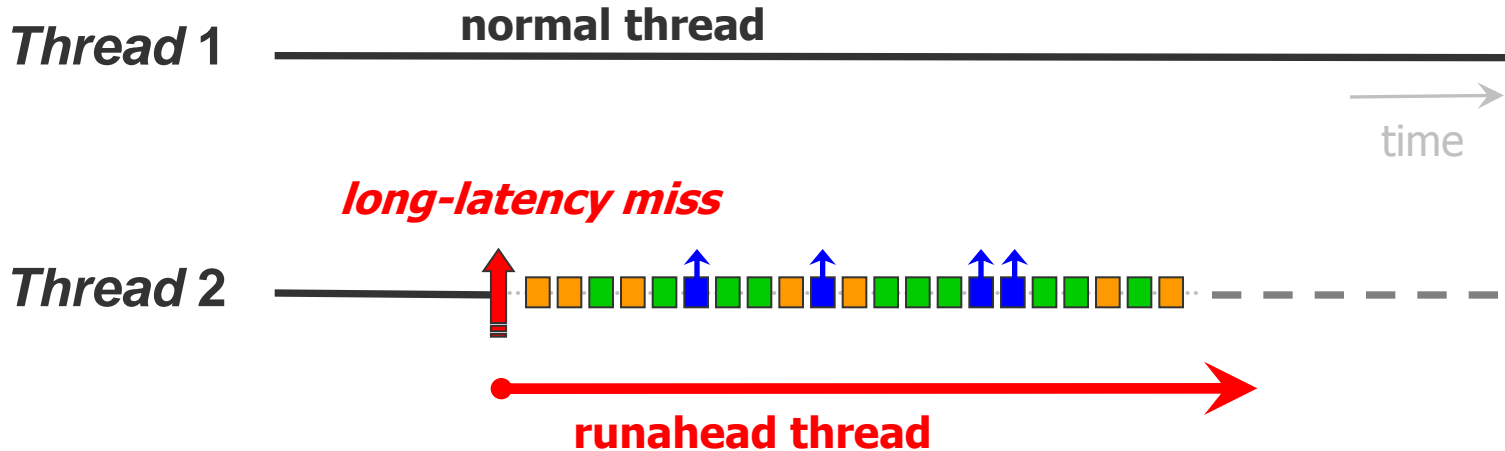 normal thread
Thread 1
time
long-latency miss
Thread 2
runahead thread